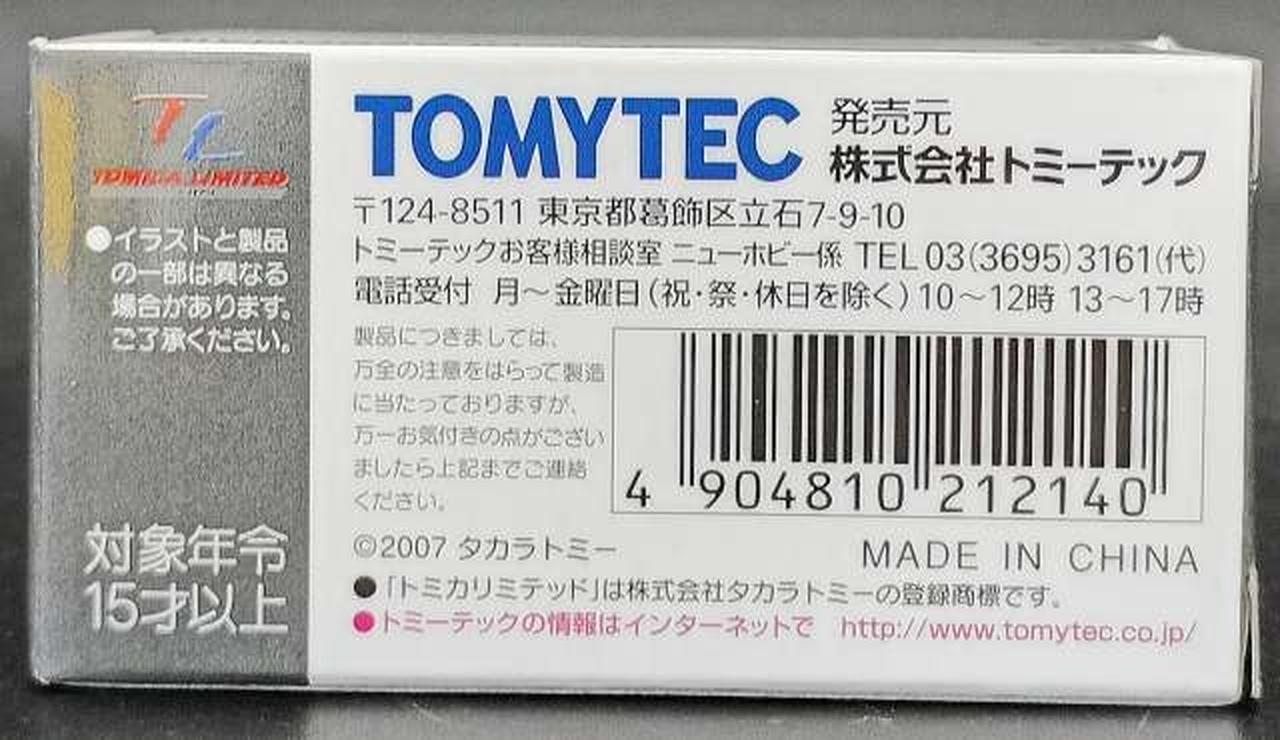 TL
TOMICA LIMITED
●イラストと製品
の一部は異なる
場合があります。
ご了承ください。
対象年令
15才以上
TOMYTEC
発売元
株式会社トミーテック
〒124-8511 東京都葛飾区立石7-9-10
トミーテックお客様相談室 ニューホビー係 TEL 03(3695)3161(代)
電話受付 月～金曜日(祝・祭・休日を除く)10～12時 13～17時
製品につきましては、
万全の注意をはらって製造
に当たっておりますが、
万一お気付きの点がござい
ましたら上記までご連絡
ください。
4 904810 212140
©2007 タカラトミー
MADE IN CHINA
●「トミカリミテッド」は株式会社タカラトミーの登録商標です。
●トミーテックの情報はインターネットで http://www.tomytec.co.jp/